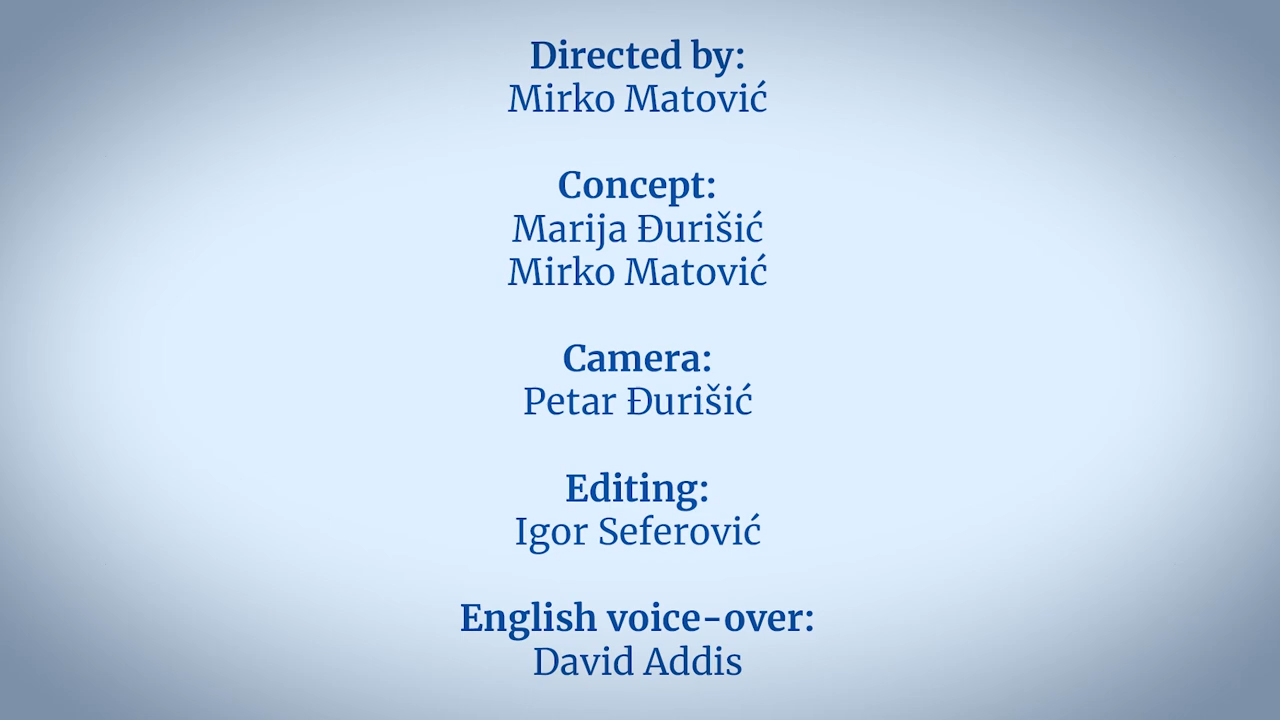 Directed by:
Mirko Matović
Concept:
Marija Đurišić
Mirko Matović
Camera:
Petar Đurišić
Editing:
Igor Seferović
English voice-over:
David Addis